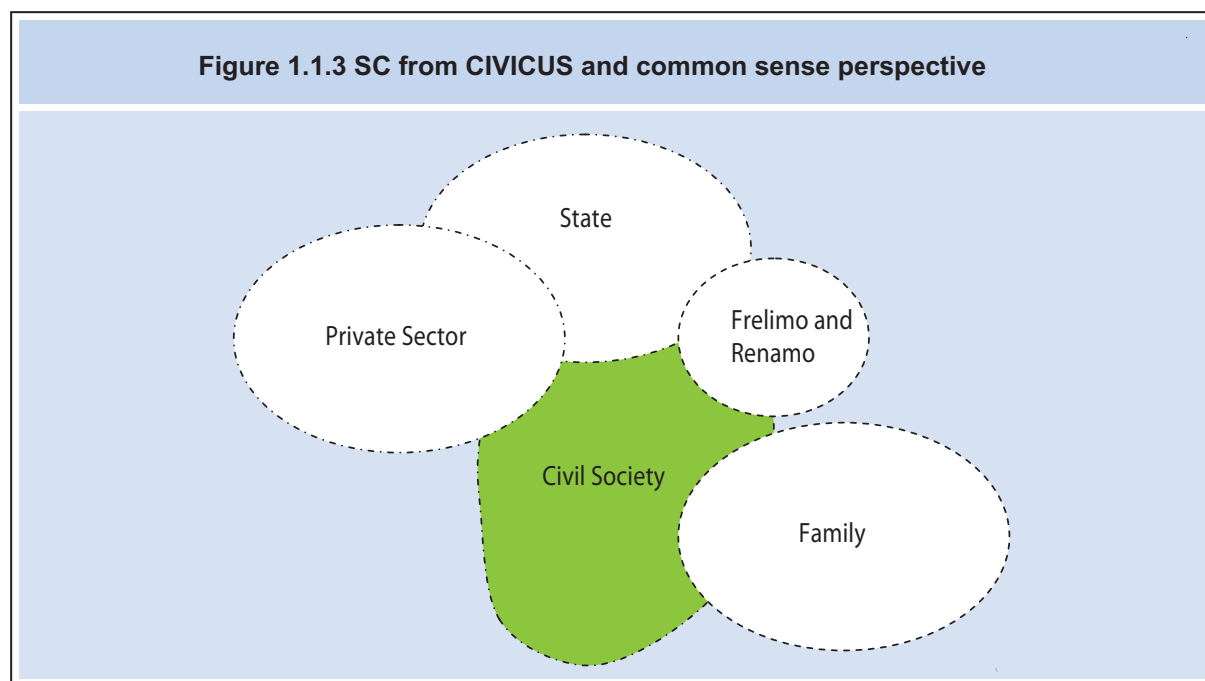 Figure 1.1.3 SC from CIVICUS and common sense perspective
State
Private Sector
Frelimo and
Renamo
Civil Society
Family